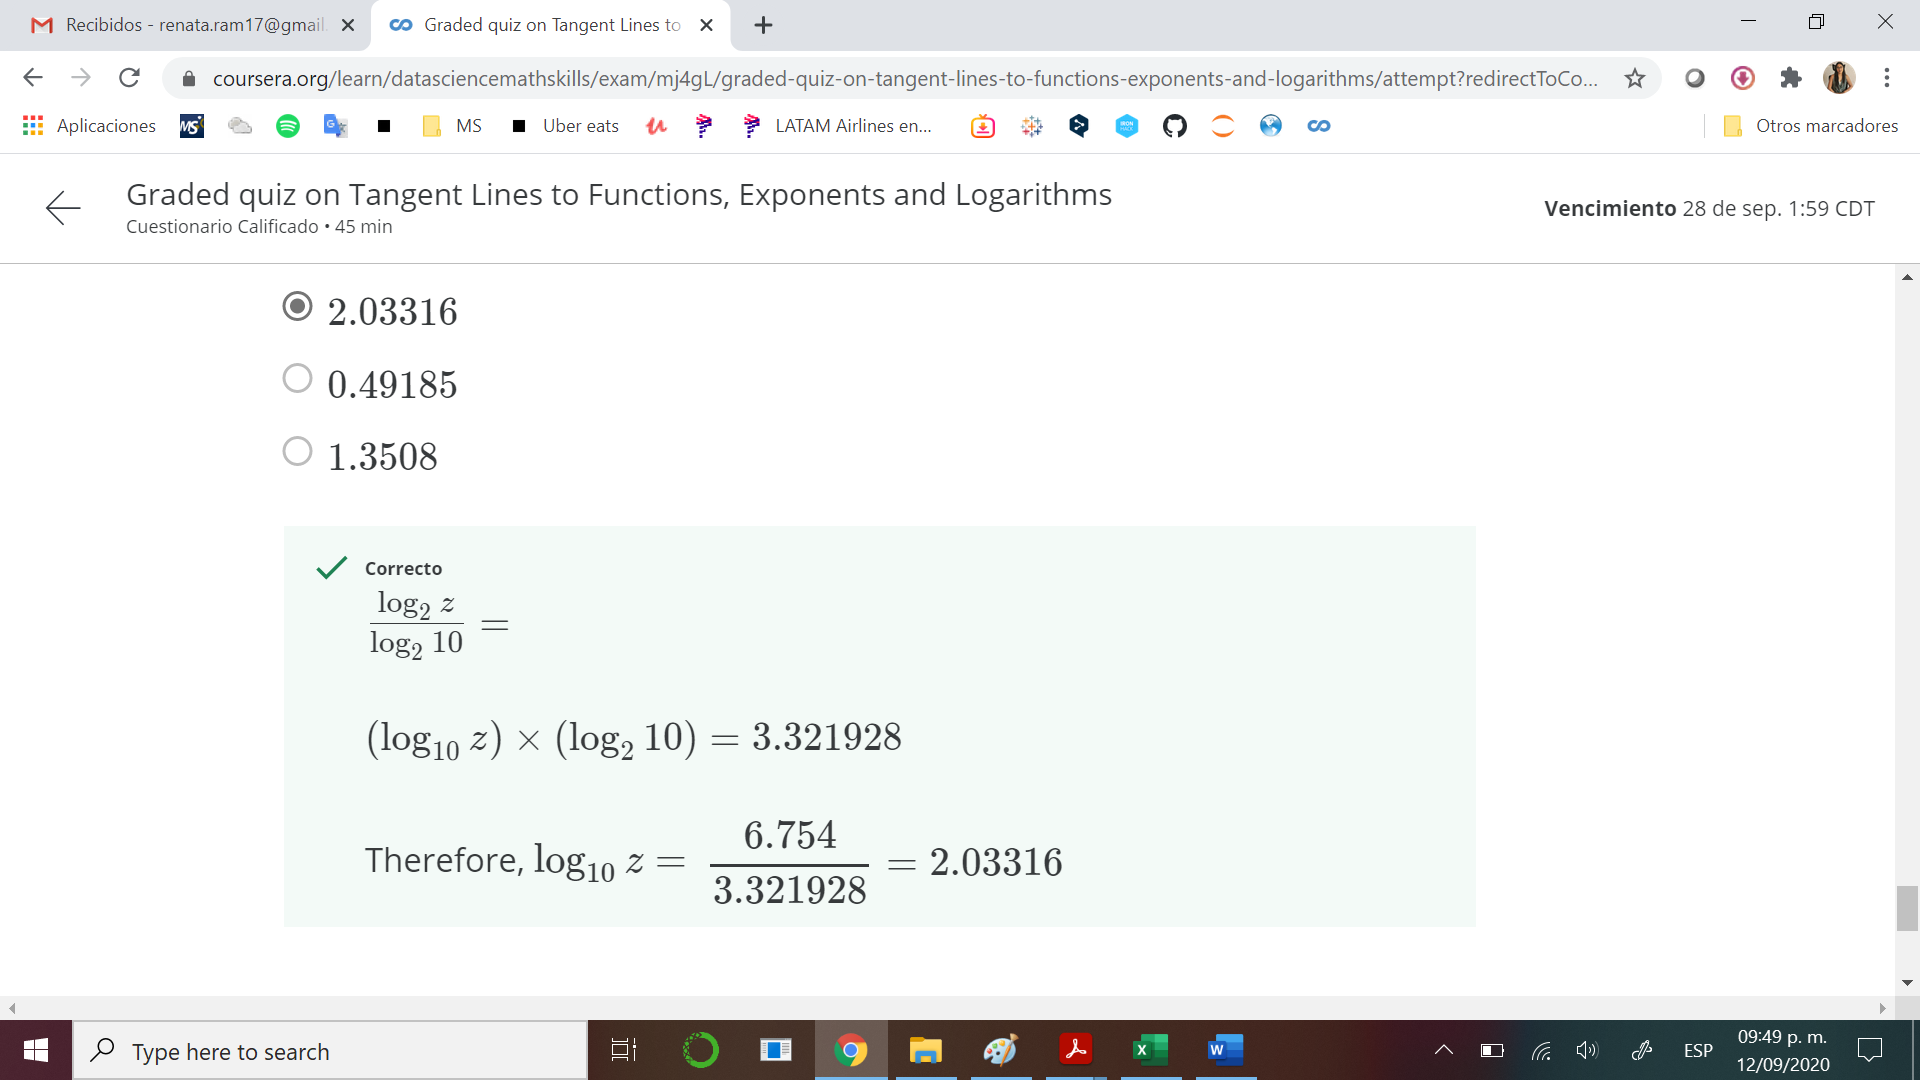 Recibidos - renata.ram17@gmail.
Graded quiz on Tangent Lines to
coursera.org/learn/datasciencemathskills/exam/mj4gL/graded-quiz-on-tangent-lines-to-functions-exponents-and-logarithms/attempt?redirectToCo...
Aplicaciones
MS
Uber eats
LATAM Airlines en...
Otros marcadores
Graded quiz on Tangent Lines to Functions, Exponents and Logarithms
Cuestionario Calificado • 45 min
Vencimiento 28 de sep. 1:59 CDT
2.03316
0.49185
1.3508
Correcto
log₂ z
log₂ 10
=
(log₁₀ z) × (log₂ 10) = 3.321928
Therefore, log₁₀ z = 6.754 / 3.321928 = 2.03316
Type here to search
ESP
09:49 p. m.
12/09/2020